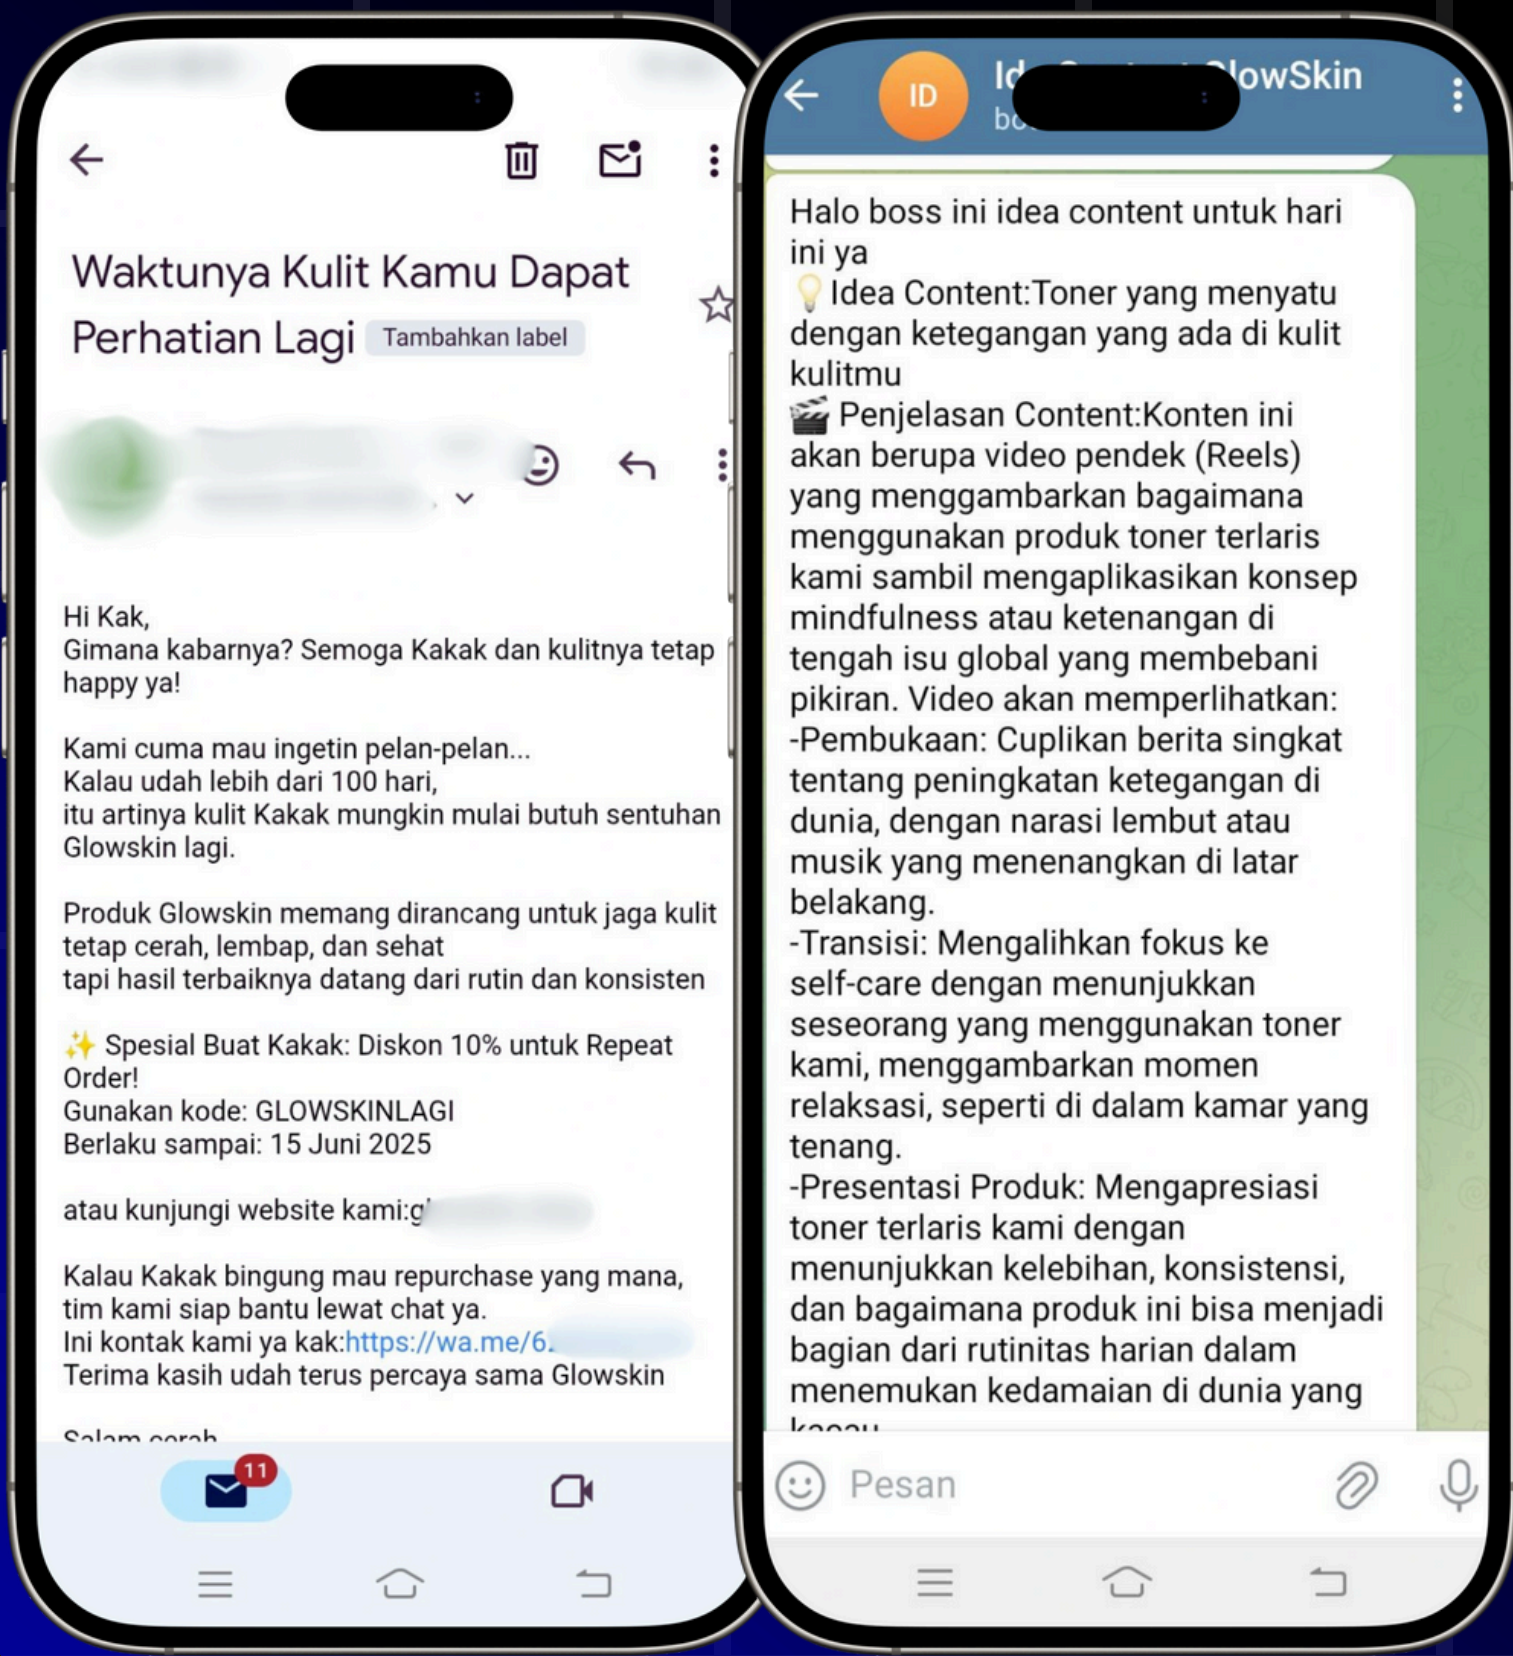 Waktunya Kulit Kamu Dapat
Perhatian Lagi Tambahkan label
Hi Kak,
Gimana kabarnya? Semoga Kakak dan kulitnya tetap
happy ya!
Kami cuma mau ingetin pelan-pelan...
Kalau udah lebih dari 100 hari,
itu artinya kulit Kakak mungkin mulai butuh sentuhan
Glowskin lagi.
Produk Glowskin memang dirancang untuk jaga kulit
tetap cerah, lembap, dan sehat
tapi hasil terbaiknya datang dari rutin dan konsisten
✨ Spesial Buat Kakak: Diskon 10% untuk Repeat
Order!
Gunakan kode: GLOWSKINLAGI
Berlaku sampai: 15 Juni 2025
atau kunjungi website kami:
Kalau Kakak bingung mau repurchase yang mana,
tim kami siap bantu lewat chat ya.
Ini kontak kami ya kak:https://wa.me/6
Terima kasih udah terus percaya sama Glowskin
Salam cerah
11
ID
lowSkin
Halo boss ini idea content untuk hari
ini ya
💡Idea Content:Toner yang menyatu
dengan ketegangan yang ada di kulit
kulitmu
🎬 Penjelasan Content:Konten ini
akan berupa video pendek (Reels)
yang menggambarkan bagaimana
menggunakan produk toner terlaris
kami sambil mengaplikasikan konsep
mindfulness atau ketenangan di
tengah isu global yang membebani
pikiran. Video akan memperlihatkan:
-Pembukaan: Cuplikan berita singkat
tentang peningkatan ketegangan di
dunia, dengan narasi lembut atau
musik yang menenangkan di latar
belakang.
-Transisi: Mengalihkan fokus ke
self-care dengan menunjukkan
seseorang yang menggunakan toner
kami, menggambarkan momen
relaksasi, seperti di dalam kamar yang
tenang.
-Presentasi Produk: Mengapresiasi
toner terlaris kami dengan
menunjukkan kelebihan, konsistensi,
dan bagaimana produk ini bisa menjadi
bagian dari rutinitas harian dalam
menemukan kedamaian di dunia yang
kacau
Pesan